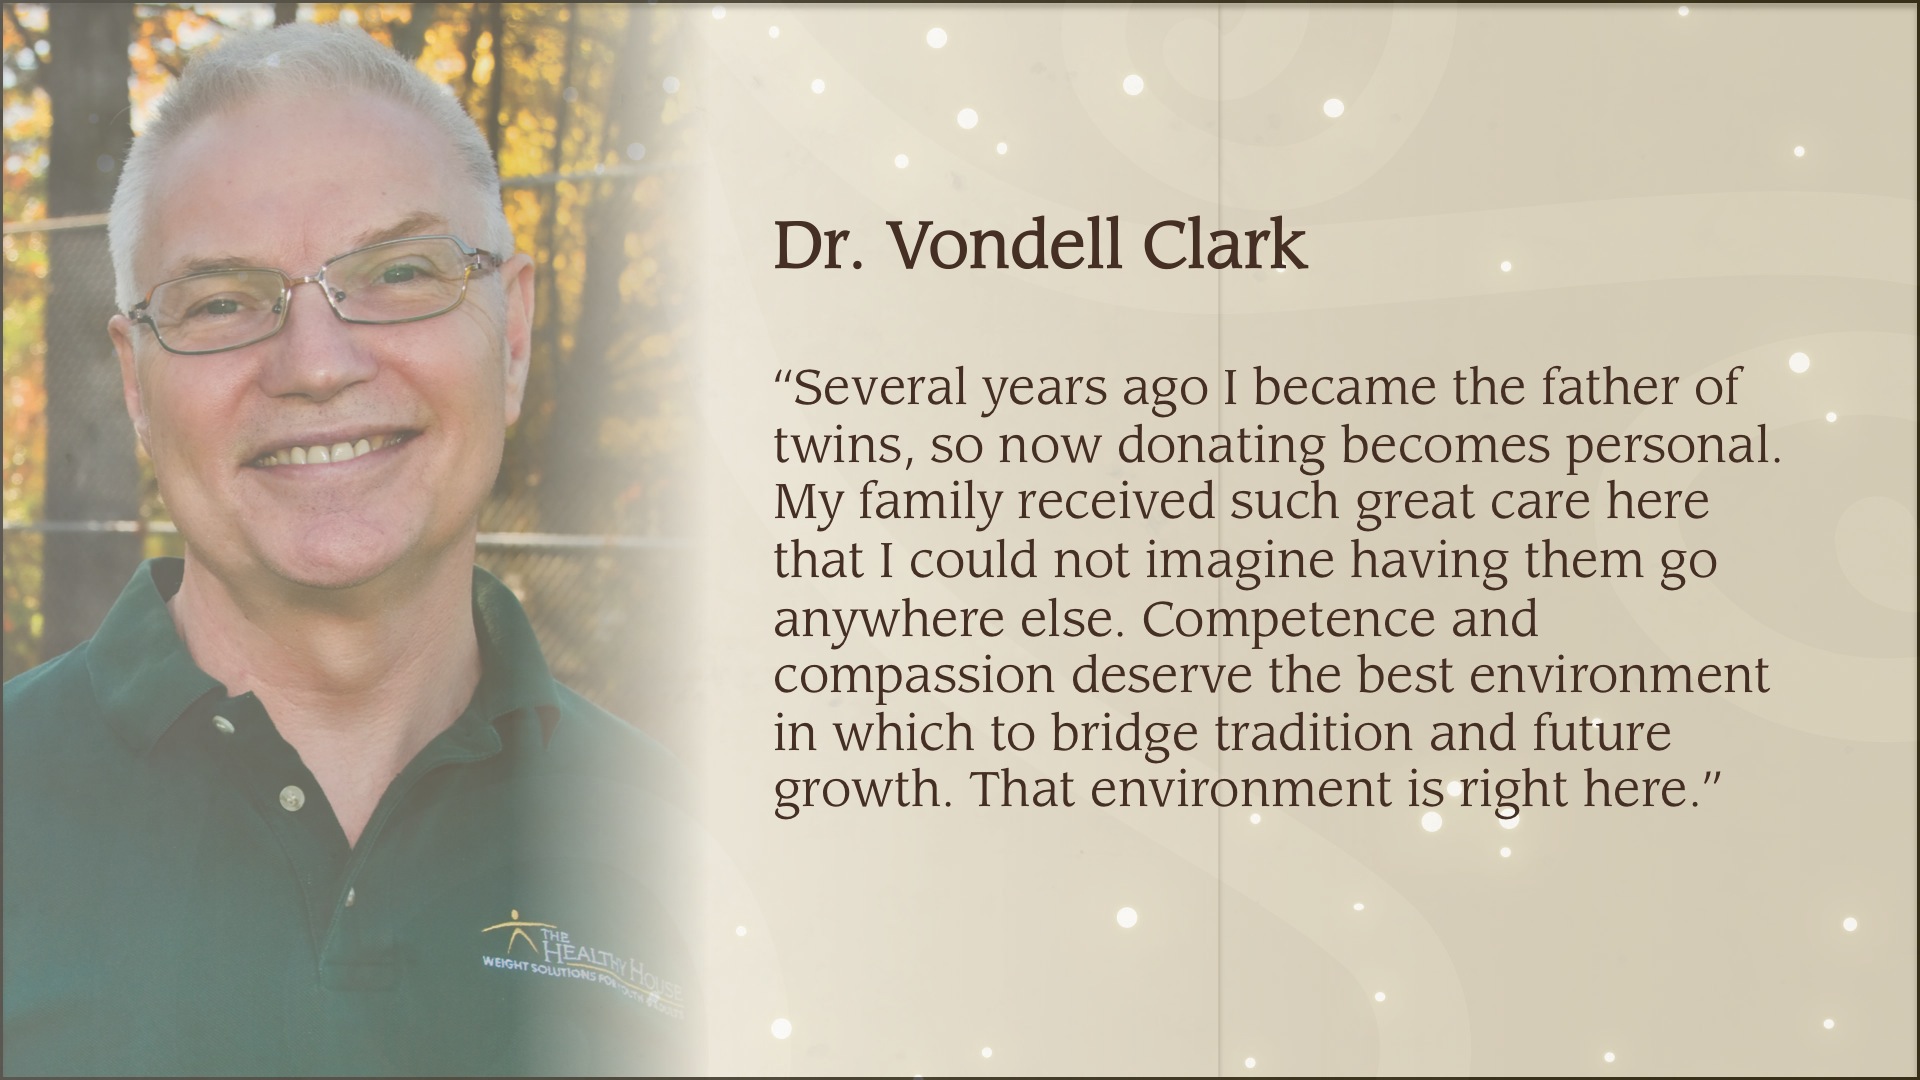 Dr. Vondell Clark
“Several years ago I became the father of
twins, so now donating becomes personal.
My family received such great care here
that I could not imagine having them go
anywhere else. Competence and
compassion deserve the best environment
in which to bridge tradition and future
growth. That environment is right here.”
THE
HEALTHY HOUSE
WEIGHT SOLUTIONS FOR YOUTH & ADULTS